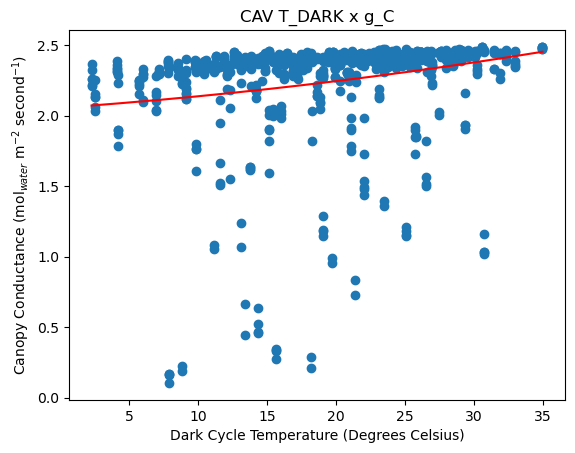 CAV T_DARK x g_C
Canopy Conductance (mol_water m⁻² second⁻¹)
2.5
2.0
1.5
1.0
0.5
0.0
5 10 15 20 25 30 35
Dark Cycle Temperature (Degrees Celsius)